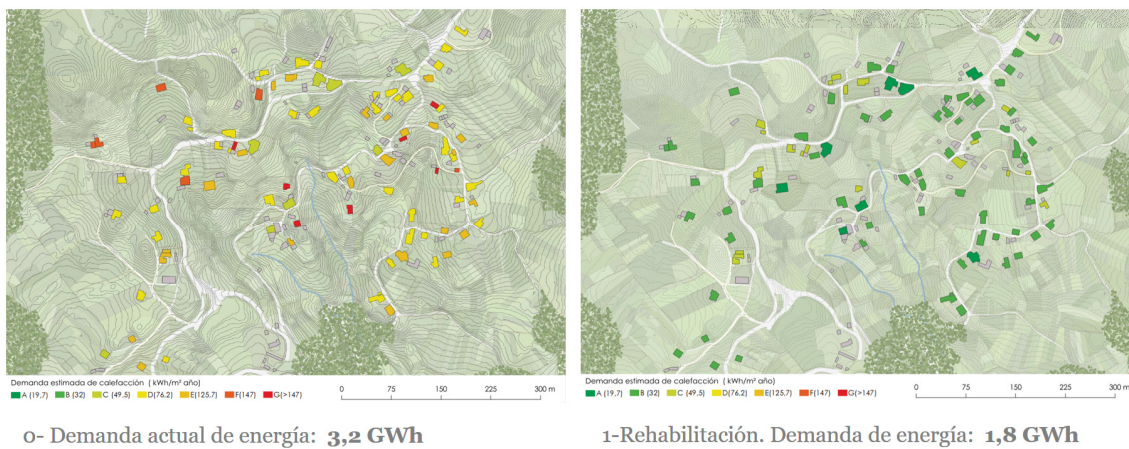 Demanda estimada de calefacción ( kWh/m² año)
A (19,7) B (32) C (49,5) D(76,2) E(125,7) F(147) G(>147)
0 75 150 225 300 m
0- Demanda actual de energía: 3,2 GWh
Demanda estimada de calefacción ( kWh/m² año)
A (19,7) B (32) C (49,5) D(76,2) E(125,7) F(147) G(>147)
0 75 150 225 300 m
1-Rehabilitación. Demanda de energía: 1,8 GWh